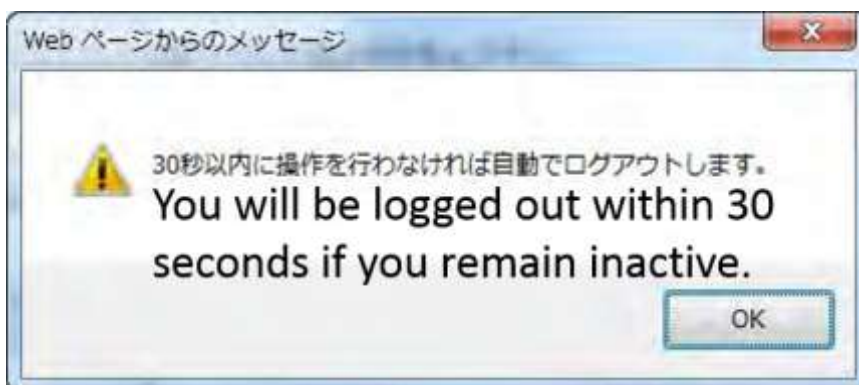 Web ページからのメッセージ
30秒以内に操作を行わなければ自動でログアウトします。
You will be logged out within 30
seconds if you remain inactive.
OK